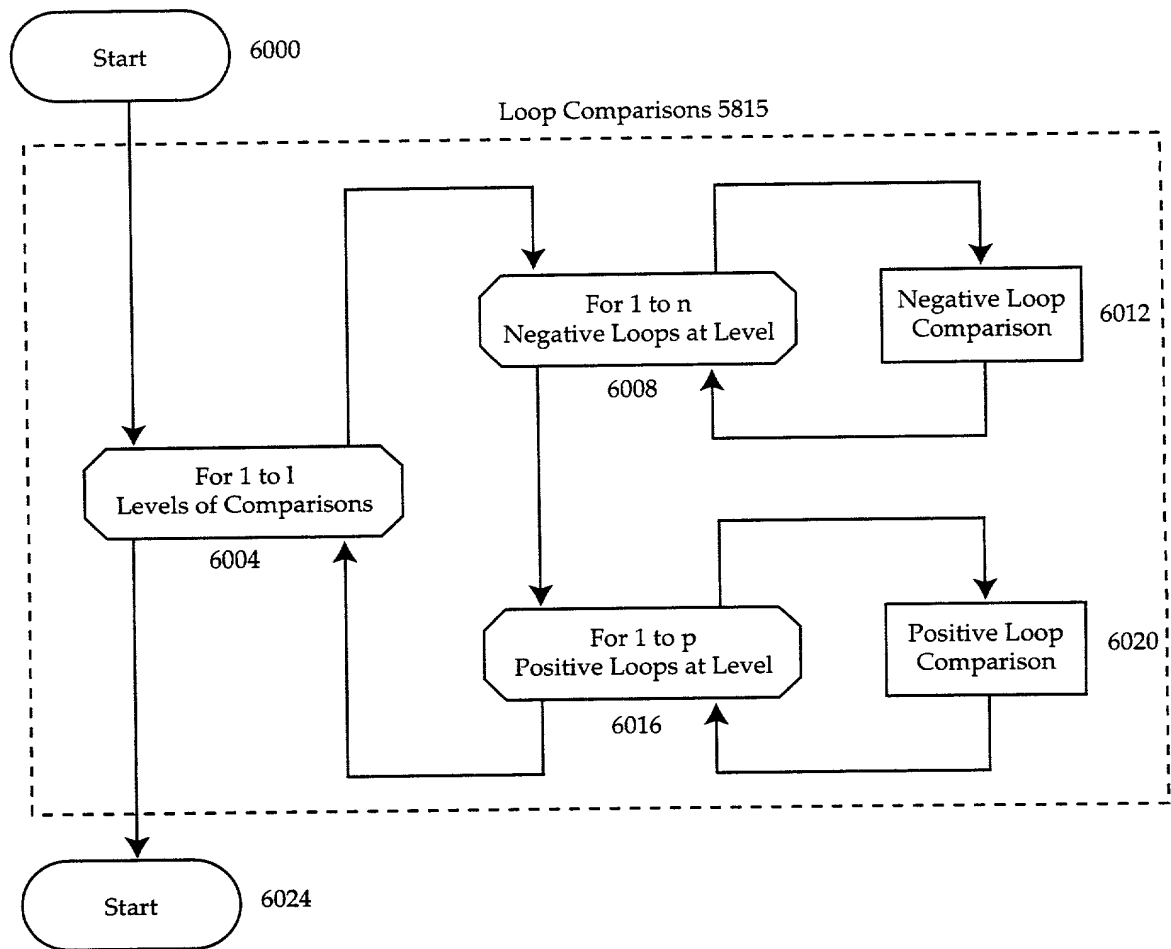 Start
6000
Loop Comparisons 5815
For 1 to n
Negative Loops at Level
6008
Negative Loop
Comparison
6012
For 1 to l
Levels of Comparisons
6004
For 1 to p
Positive Loops at Level
6016
Positive Loop
Comparison
6020
Start
6024